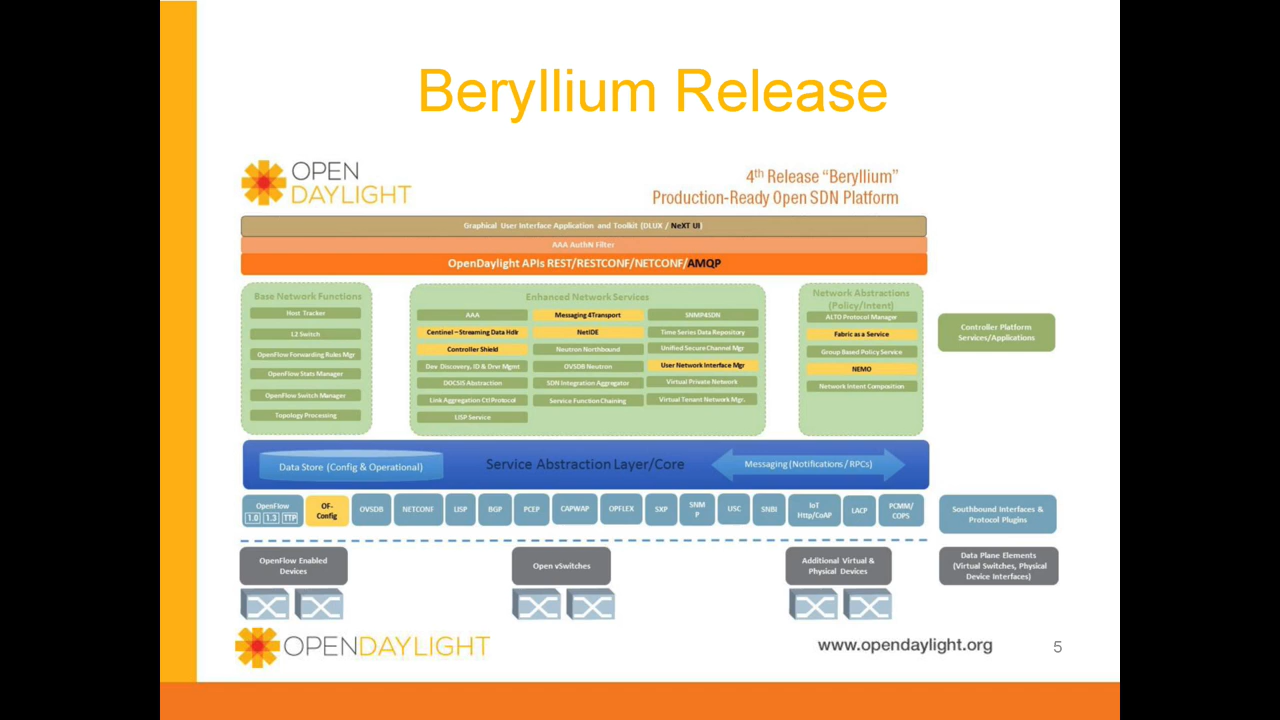 Beryllium Release
OPEN
DAYLIGHT
4th Release “Beryllium”
Production-Ready Open SDN Platform
Graphical User Interface Application and Toolkit (DLUX / NeXT UI)
AAA AuthN Filter
OpenDaylight APIs REST/RESTCONF/NETCONF/AMQP
Base Network Functions
Host Tracker
L2 Switch
OpenFlow Forwarding Rules Mgr
OpenFlow Stats Manager
OpenFlow Switch Manager
Topology Processing
Enhanced Network Services
AAA
Centinel – Streaming Data Hdlr
Controller Shield
Dev Discovery, ID & Drvr Mgmt
DOCSIS Abstraction
Link Aggregation Ctl Protocol
LISP Service
Messaging 4Transport
NetIDE
Neutron Northbound
OVSDB Neutron
SDN Integration Aggregator
Service Function Chaining
SNMP4SDN
Time Series Data Repository
Unified Secure Channel Mgr
User Network Interface Mgr
Virtual Private Network
Virtual Tenant Network Mgr.
Network Abstractions
(Policy/Intent)
ALTO Protocol Manager
Fabric as a Service
Group Based Policy Service
NEMO
Network Intent Composition
Controller Platform
Services/Applications
Data Store (Config & Operational)
Service Abstraction Layer/Core
Messaging (Notifications / RPCs)
OpenFlow
1.0 1.3 TTP
OF-
Config
OVSDB
NETCONF
LISP
BGP
PCEP
CAPWAP
OPFLEX
SXP
SNM
P
USC
SNBI
IoT
Http/CoAP
LACP
PCMM/
COPS
Southbound Interfaces &
Protocol Plugins
OpenFlow Enabled
Devices
Open vSwitches
Additional Virtual &
Physical Devices
Data Plane Elements
(Virtual Switches, Physical
Device Interfaces)
OPENDAYLIGHT
www.opendaylight.org
5